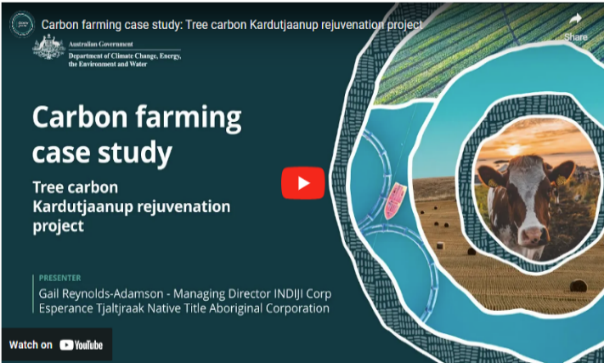 Carbon farming case study: Tree carbon Kardutjaanup rejuvenation project
Share
Australian Government
Department of Climate Change, Energy,
the Environment and Water
Carbon farming
case study
Tree carbon
Kardutjaanup rejuvenation
project
PRESENTER
Gail Reynolds-Adamson - Managing Director INDIJI Corp
Esperance Tjaltjraak Native Title Aboriginal Corporation
Watch on YouTube